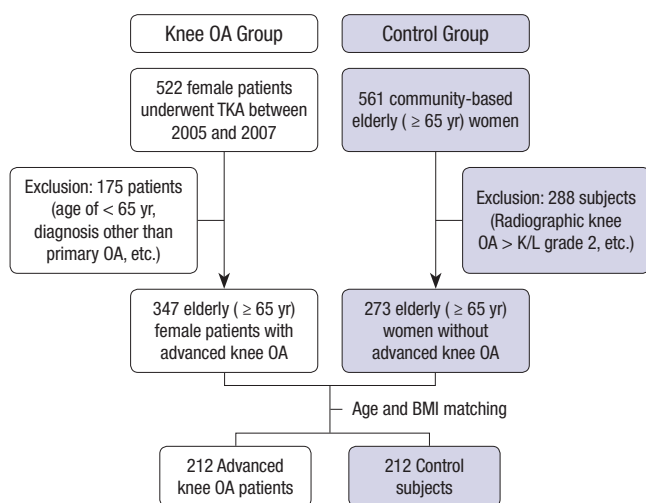 Knee OA Group
Control Group
522 female patients
underwent TKA between
2005 and 2007
561 community-based
elderly ( ≥ 65 yr) women
Exclusion: 175 patients
(age of < 65 yr,
diagnosis other than
primary OA, etc.)
Exclusion: 288 subjects
(Radiographic knee
OA > K/L grade 2, etc.)
347 elderly ( ≥ 65 yr)
female patients with
advanced knee OA
273 elderly ( ≥ 65 yr)
women without
advanced knee OA
Age and BMI matching
212 Advanced
knee OA patients
212 Control
subjects